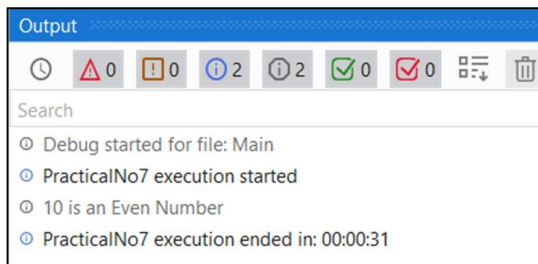 Output
0 0 2 2 0 0
Search
Debug started for file: Main
PracticalNo7 execution started
10 is an Even Number
PracticalNo7 execution ended in: 00:00:31